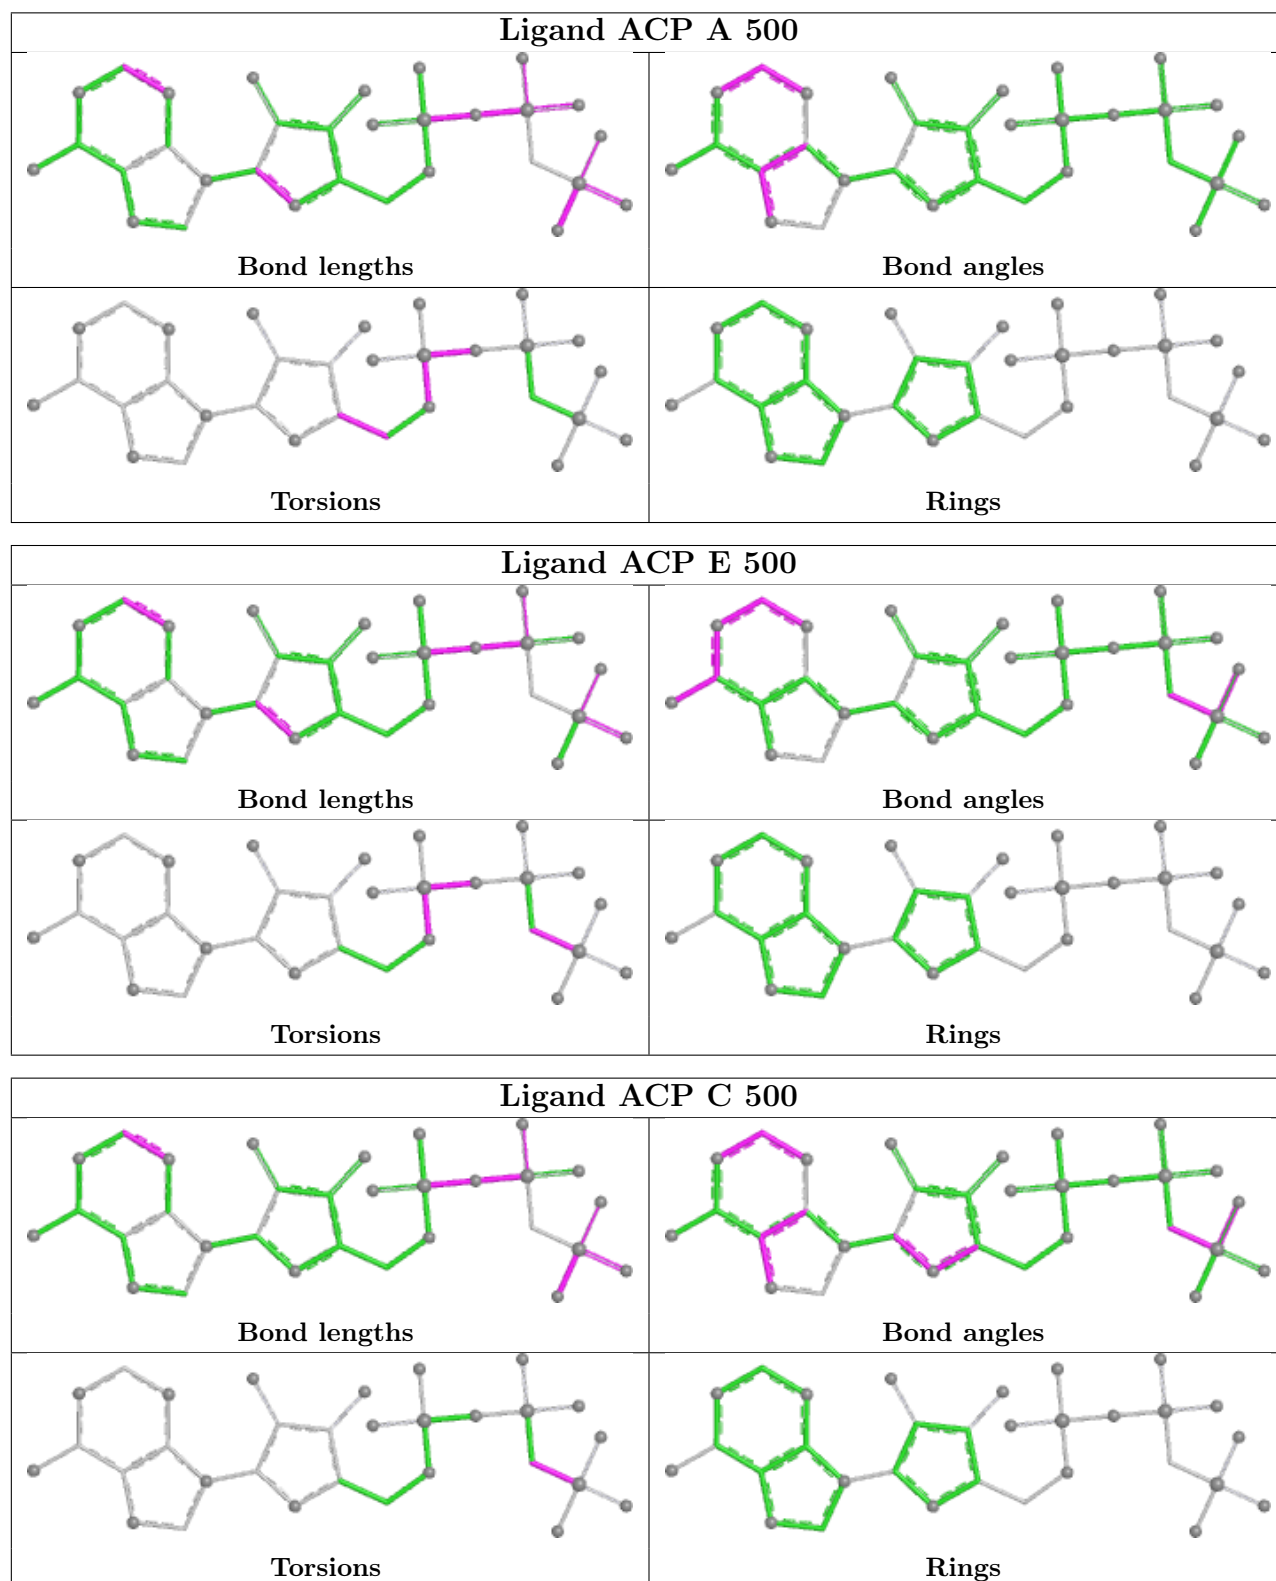 Ligand ACP A 500
Bond lengths
Bond angles
Torsions
Rings
Ligand ACP E 500
Bond lengths
Bond angles
Torsions
Rings
Ligand ACP C 500
Bond lengths
Bond angles
Torsions
Rings